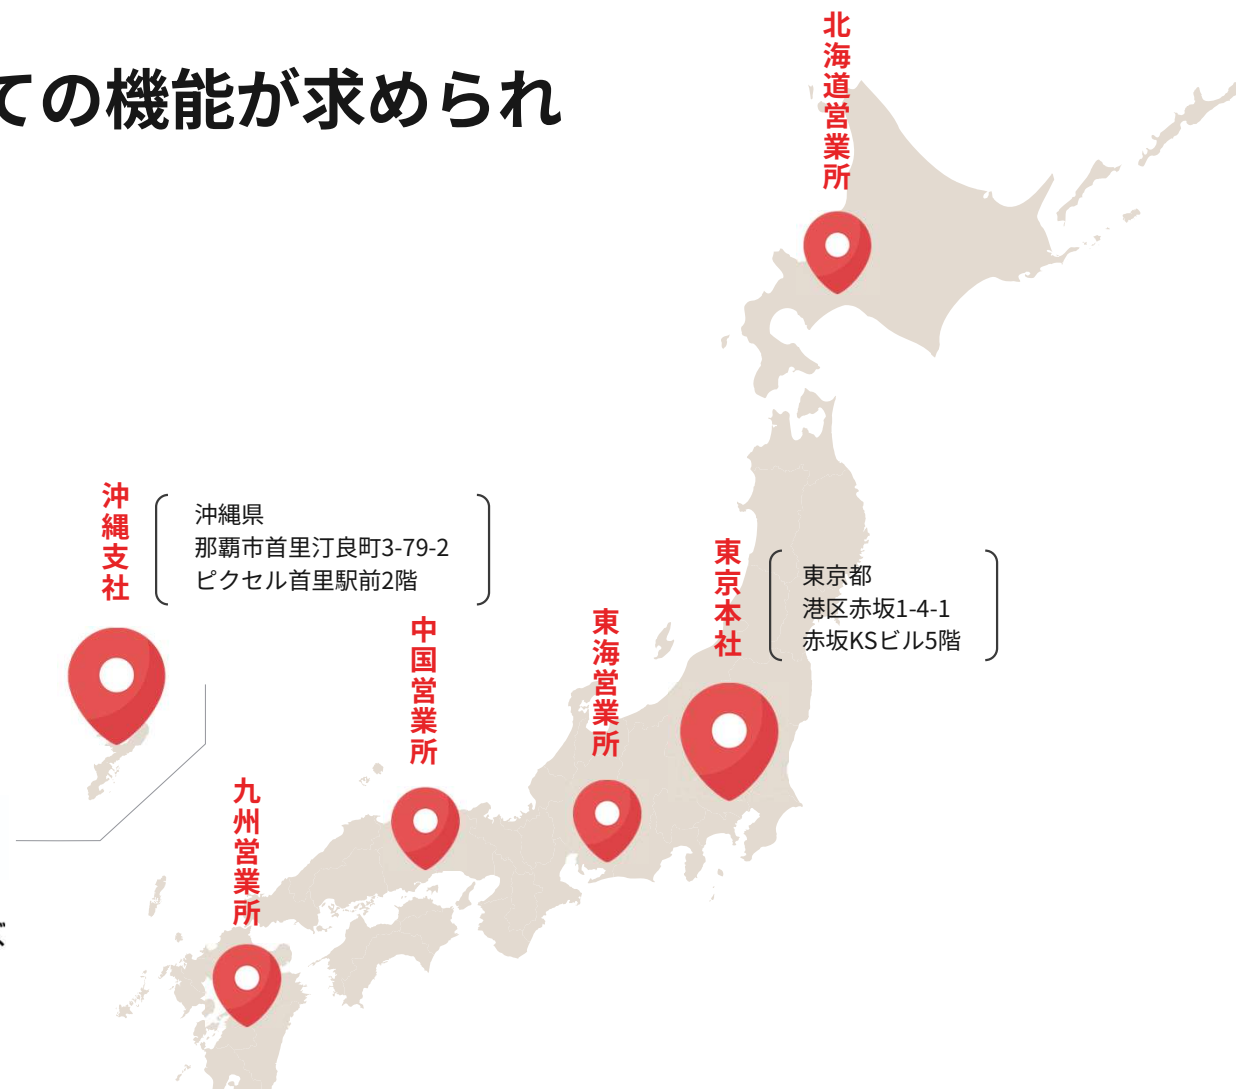 ての機能が求められ
北海道営業所
沖縄支社
沖縄県
那覇市首里汀良町3-79-2
ピクセル首里駅前2階
東京本社
東京都
港区赤坂1-4-1
赤坂KSビル5階
中国営業所
東海営業所
九州営業所